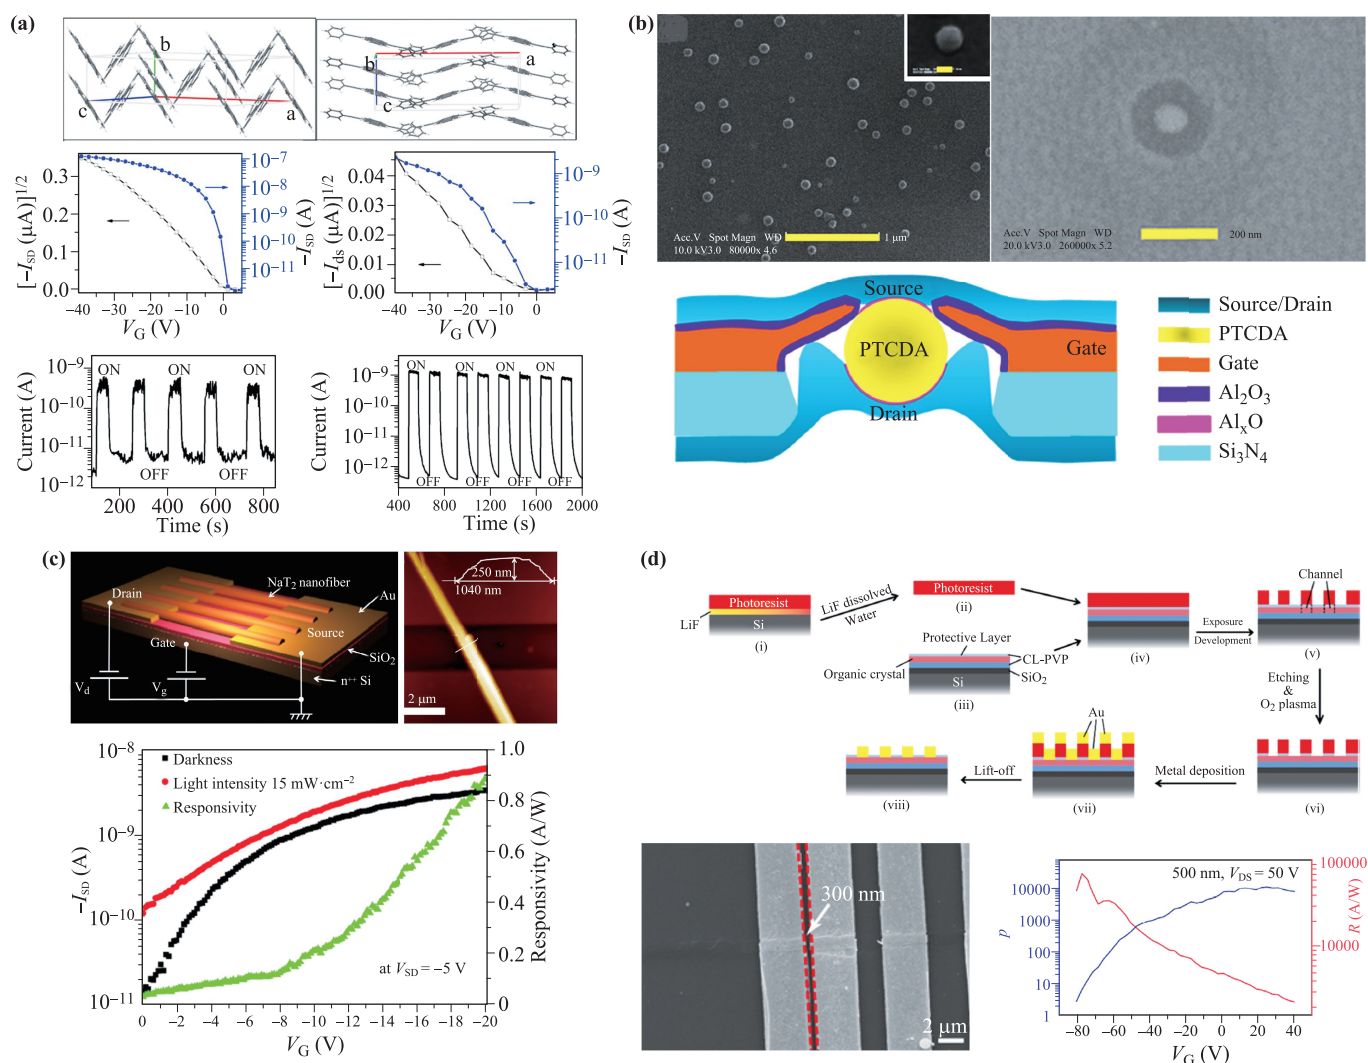 (a)
b
c
a
b
a
c
[−I_SD (μA)]^1/2
0.3
0.2
0.1
0.0
10^−7
10^−8
10^−9
10^−10
10^−11
−I_SD (A)
−40 −30 −20 −10 0
V_G (V)
[−I_ds (μA)]^1/2
0.04
0.03
0.02
0.01
0.00
10^−9
10^−10
10^−11
−I_SD (A)
−40 −30 −20 −10 0
V_G (V)
Current (A)
10^−9
10^−10
10^−11
10^−12
ON ON ON
OFF OFF
200 400 600 800
Time (s)
10^−9
10^−10
10^−11
10^−12
ON ON ON ON
OFF OFF OFF OFF
400 800 1200 1600 2000
Time (s)
(b)
Acc.V Spot Magn WD
10.0 kV3.0 80000x 4.6
1 μm
Acc.V Spot Magn WD
20.0 kV3.0 260000x 5.2
200 nm
Source
PTCDA
Drain
Gate
Source/Drain
PTCDA
Gate
Al2O3
AlxO
Si3N4
(c)
NaT2 nanofiber
Au
Drain
Source
Gate
SiO2
n++ Si
Vd
Vg
250 nm
1040 nm
2 μm
−I_SD (A)
10^−8
10^−9
10^−10
10^−11
Darkness
Light intensity 15 mW·cm−2
Responsivity
at V_SD = −5 V
1.0
0.8
0.6
0.4
0.2
0
Responsivity (A/W)
0 −2 −4 −6 −8 −10 −12 −14 −16 −18 −20
V_G (V)
(d)
Photoresist
LiF
Si
(i)
LiF dissolved
Water
Photoresist
(ii)
Protective Layer
Organic crystal
CL-PVP
SiO2
Si
(iii)
(iv)
Exposure
Development
Channel
(v)
Etching
&
O2 plasma
(vi)
Metal deposition
Au
(vii)
Lift-off
(viii)
300 nm
2 μm
500 nm, V_DS = 50 V
p
10000
1000
100
10
1
100000
10000
R (A/W)
−80 −60 −40 −20 0 20 40
V_G (V)